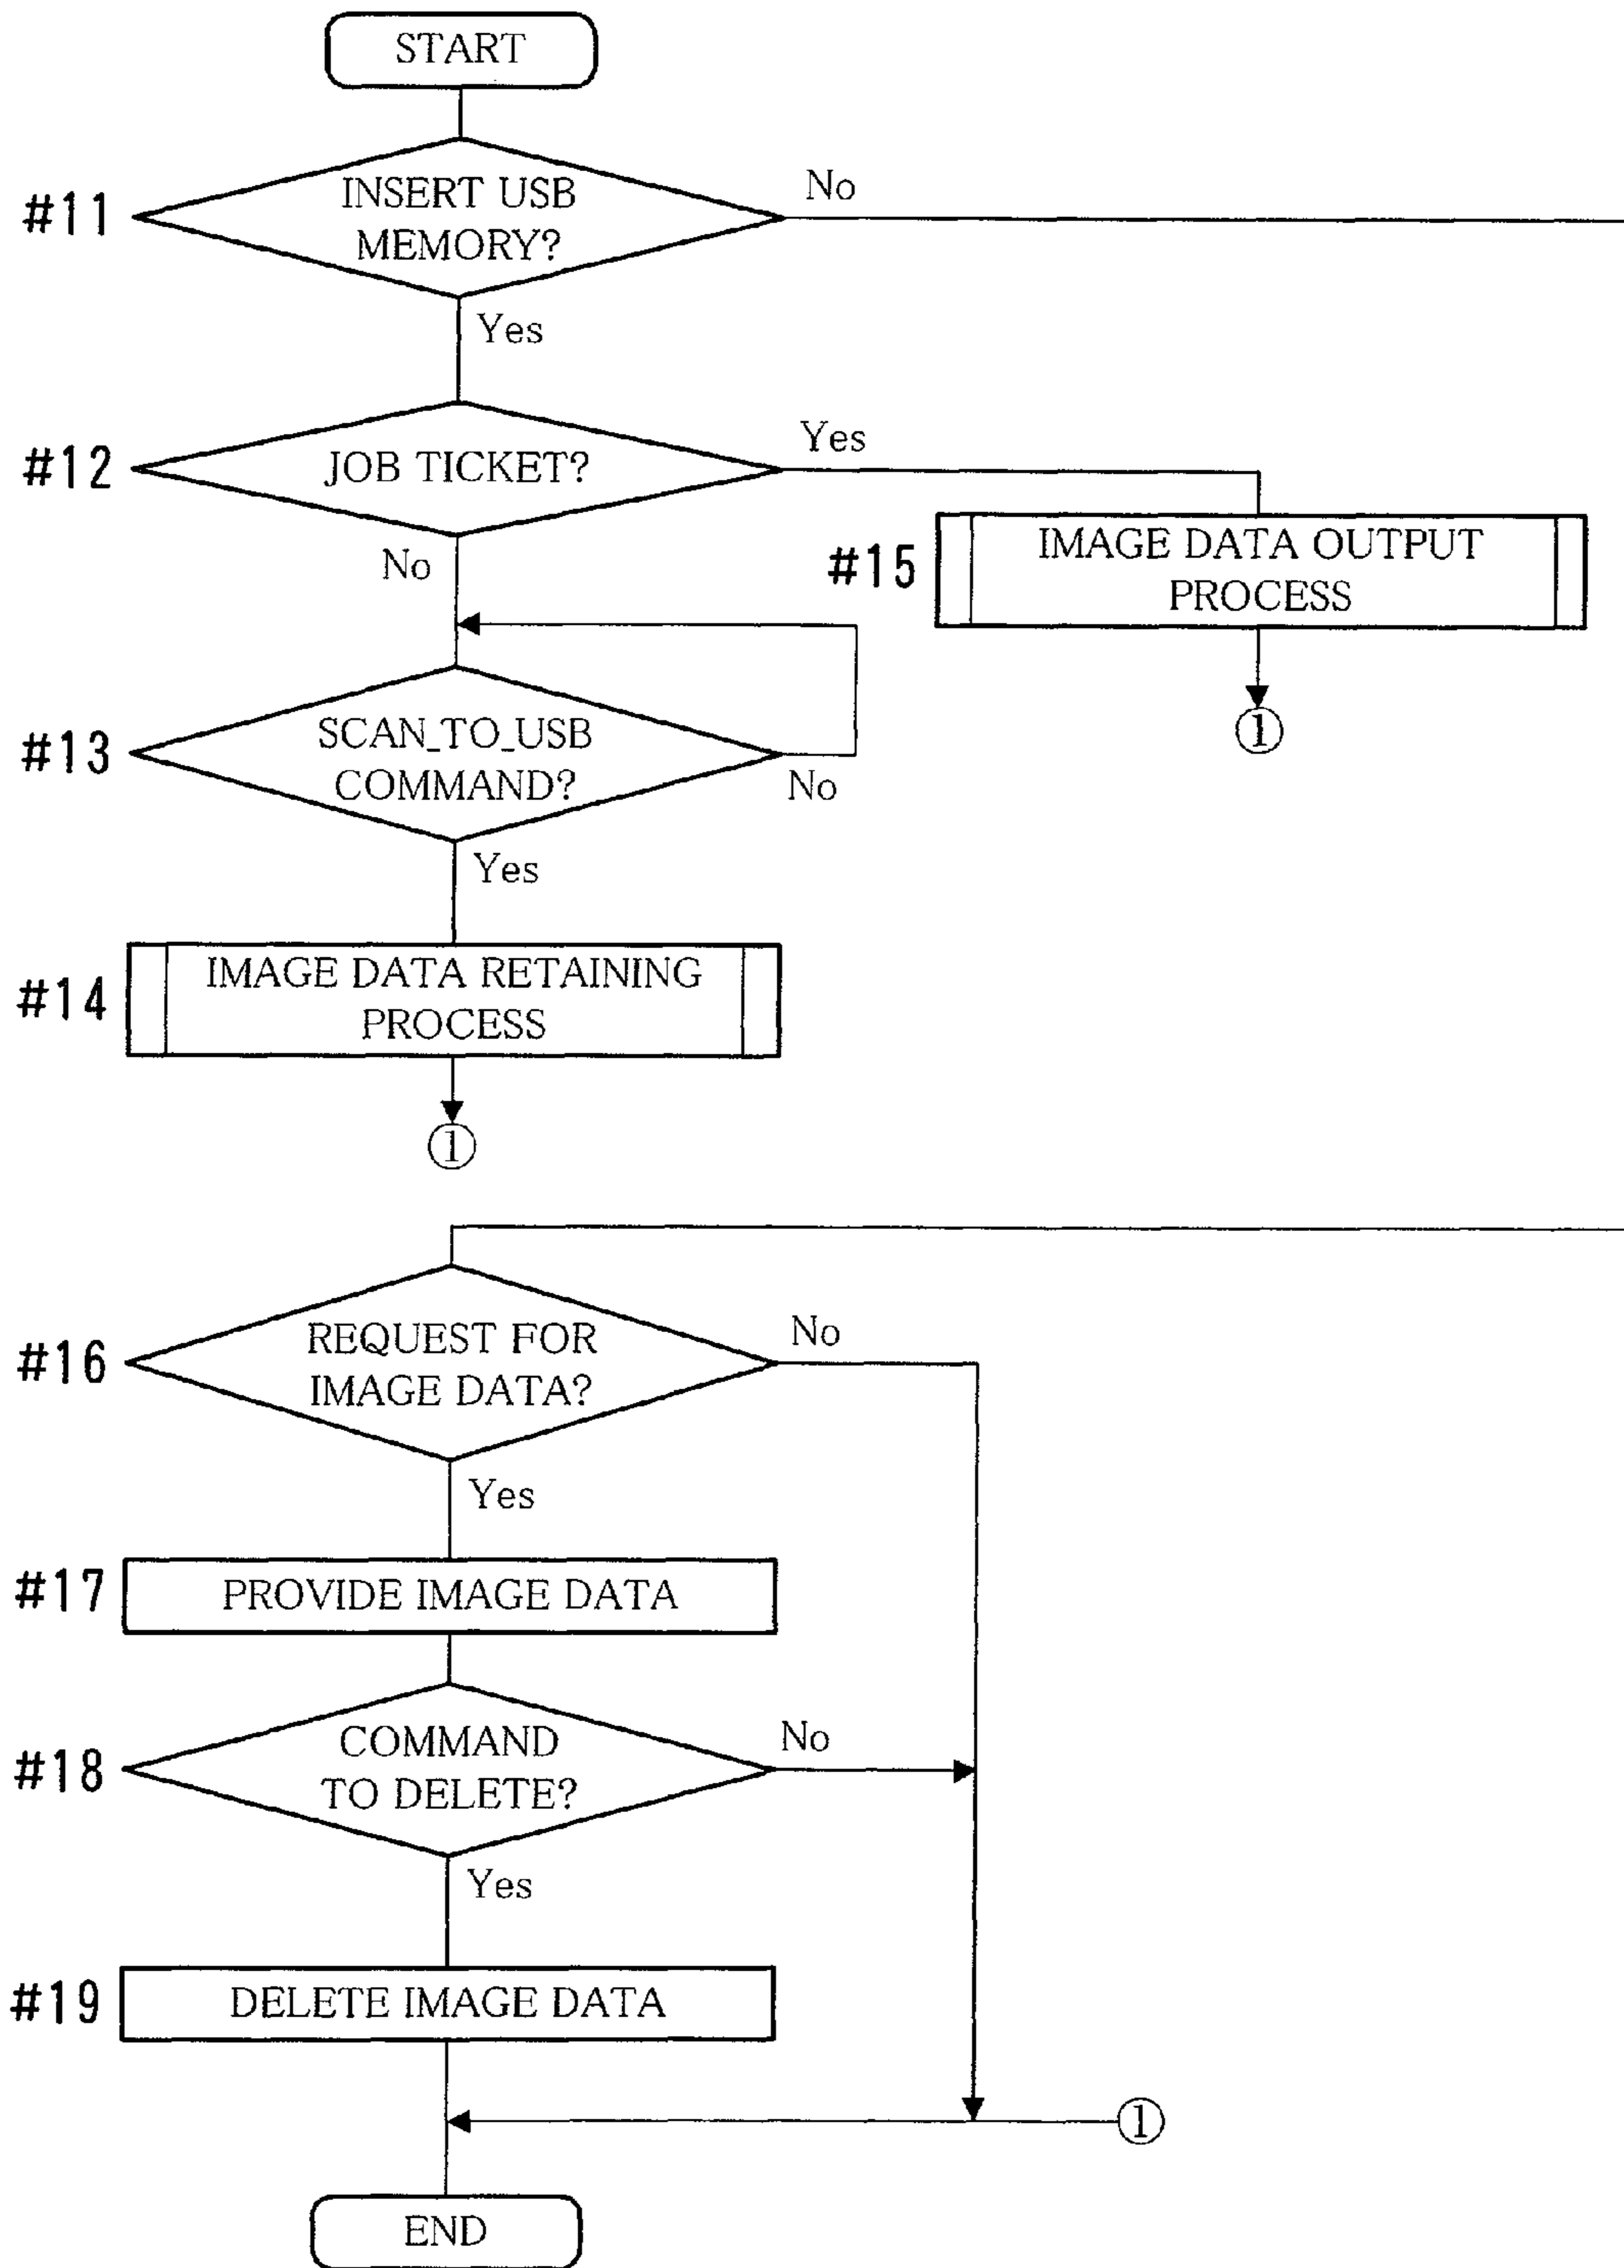 START
#11
INSERT USB
MEMORY?
No
Yes
#12
JOB TICKET?
Yes
No
#15
IMAGE DATA OUTPUT
PROCESS
①
#13
SCAN_TO_USB
COMMAND?
No
Yes
#14
IMAGE DATA RETAINING
PROCESS
①
#16
REQUEST FOR
IMAGE DATA?
No
Yes
#17
PROVIDE IMAGE DATA
#18
COMMAND
TO DELETE?
No
Yes
#19
DELETE IMAGE DATA
①
END